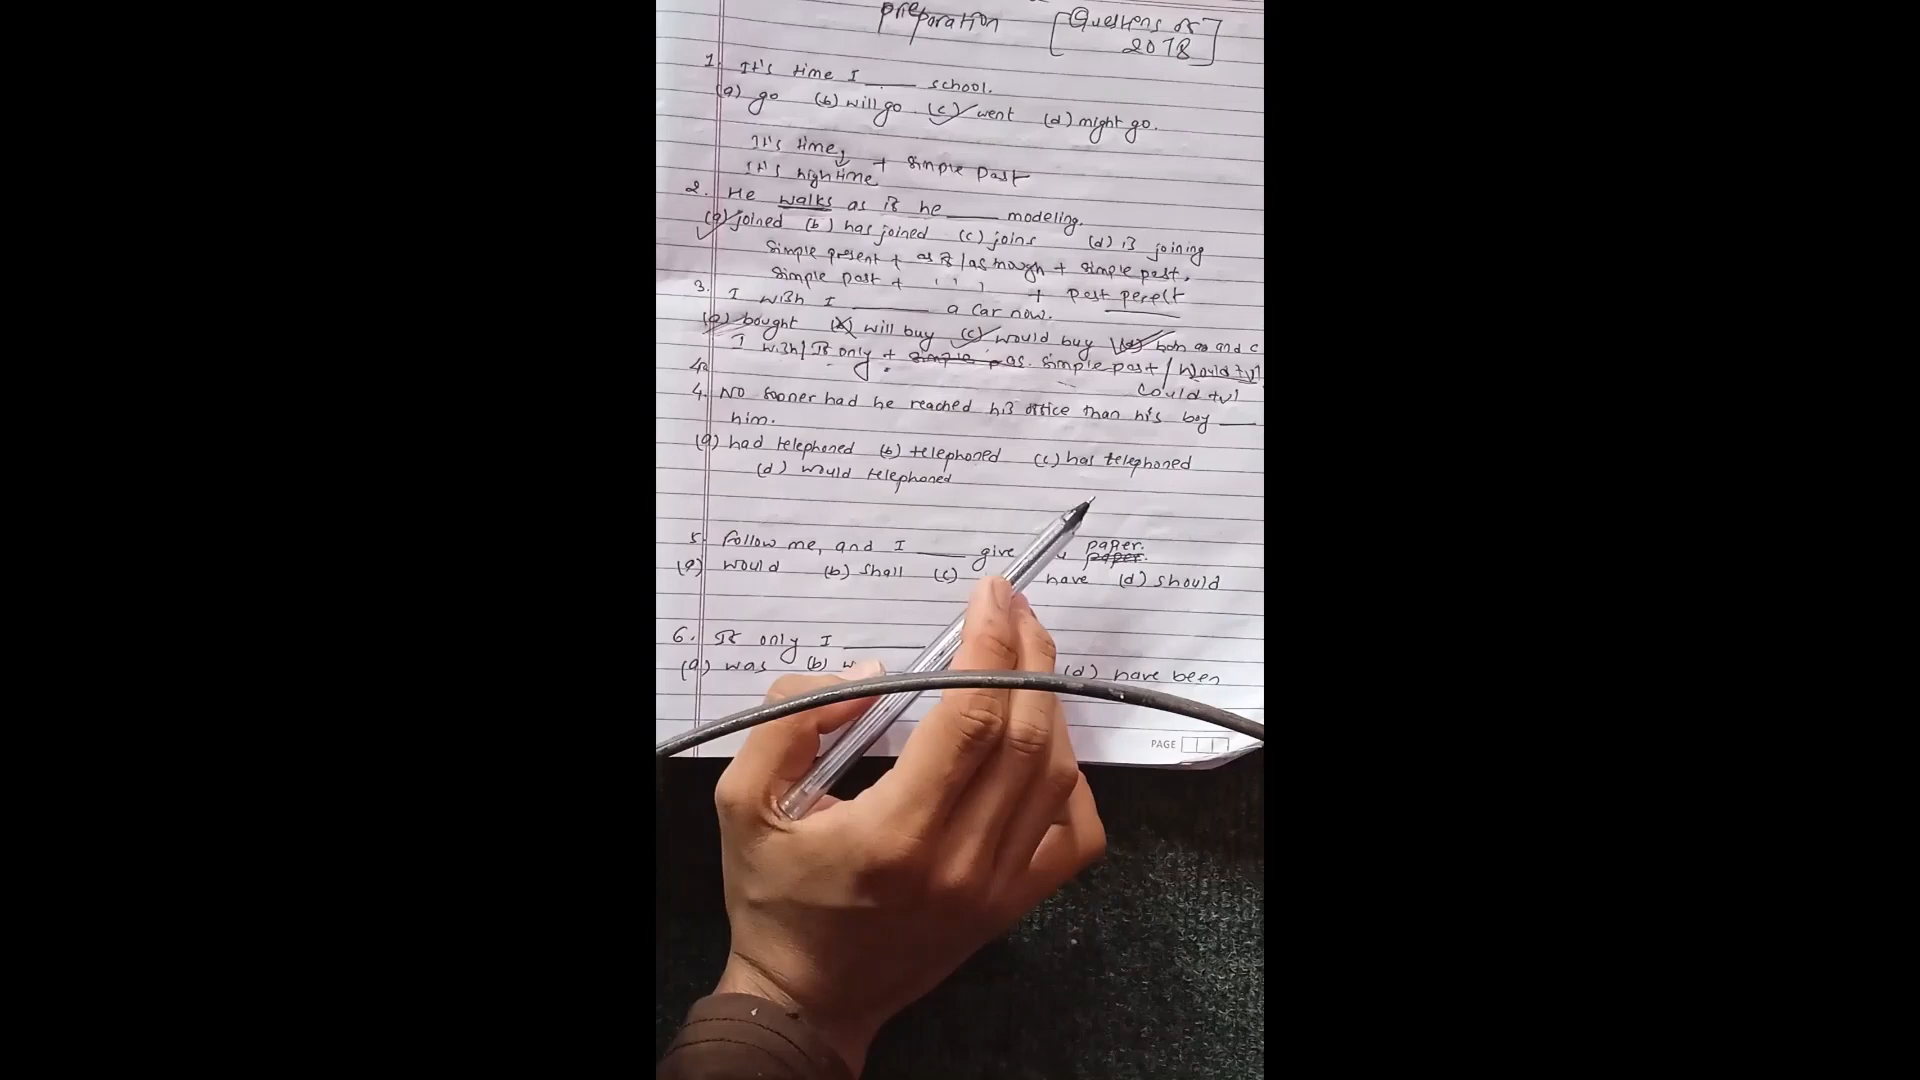 preparation [Questions of 2018]
1. It's time I ____ school.
(a) go (b) will go (c) went (d) might go.
It's time,
It's high time + simple past
2. He walks as if he ____ modeling.
(a) joined (b) has joined (c) joins (d) is joining
Simple present + as if / as though + simple past,
Simple past + , , , + past perfect
3. I wish I ____ a car now.
(a) bought (b) will buy (c) would buy (d) both a and c
I wish / If only + simple past / would + v1
could + v1
4. No sooner had he reached his office than his boy ____
him.
(a) had telephoned (b) telephoned (c) has telephoned
(d) would telephoned
5. Follow me, and I ____ give paper.
(a) would (b) shall (c) have (d) should
6. If only I ____
(a) was (b) (d) have been
PAGE